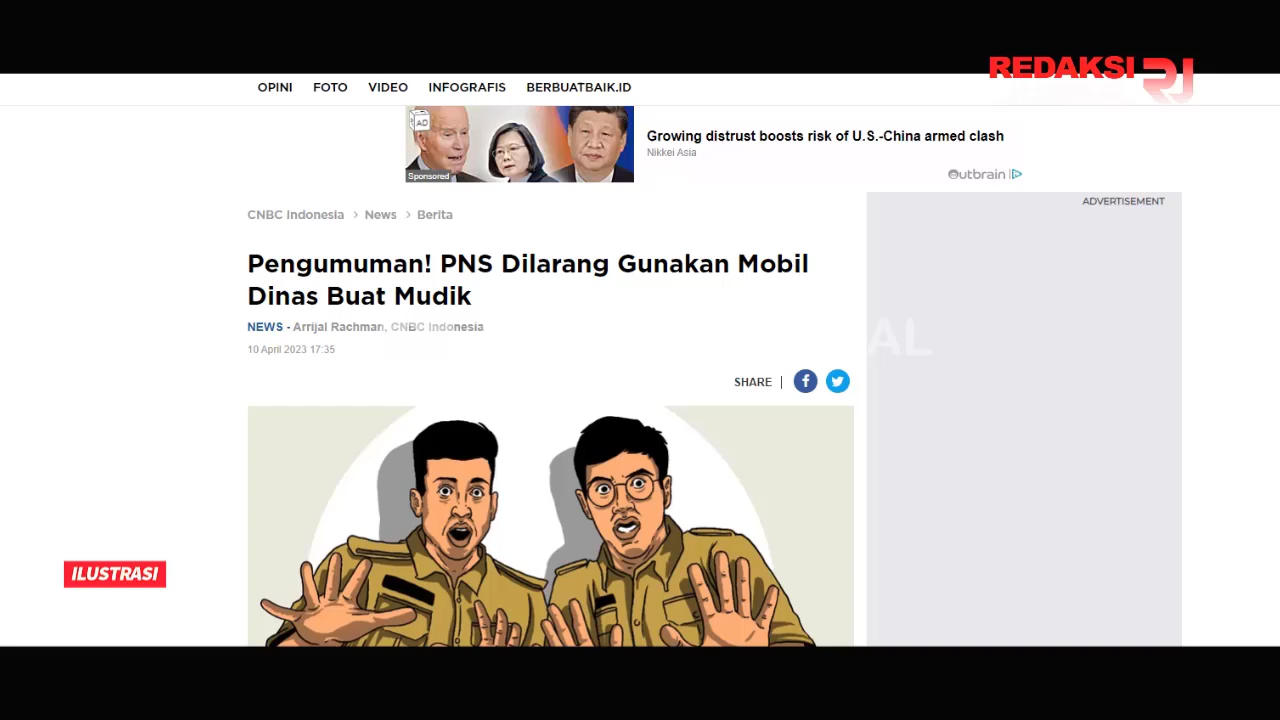 REDAKSI RJ
OPINI FOTO VIDEO INFOGRAFIS BERBUATBAIK.ID
AD
Growing distrust boosts risk of U.S.-China armed clash
Nikkei Asia
Sponsored
Outbrain
ADVERTISEMENT
CNBC Indonesia > News > Berita
Pengumuman! PNS Dilarang Gunakan Mobil
Dinas Buat Mudik
NEWS - Arrijal Rachman, CNBC Indonesia
10 April 2023 17:35
SHARE |
ILUSTRASI